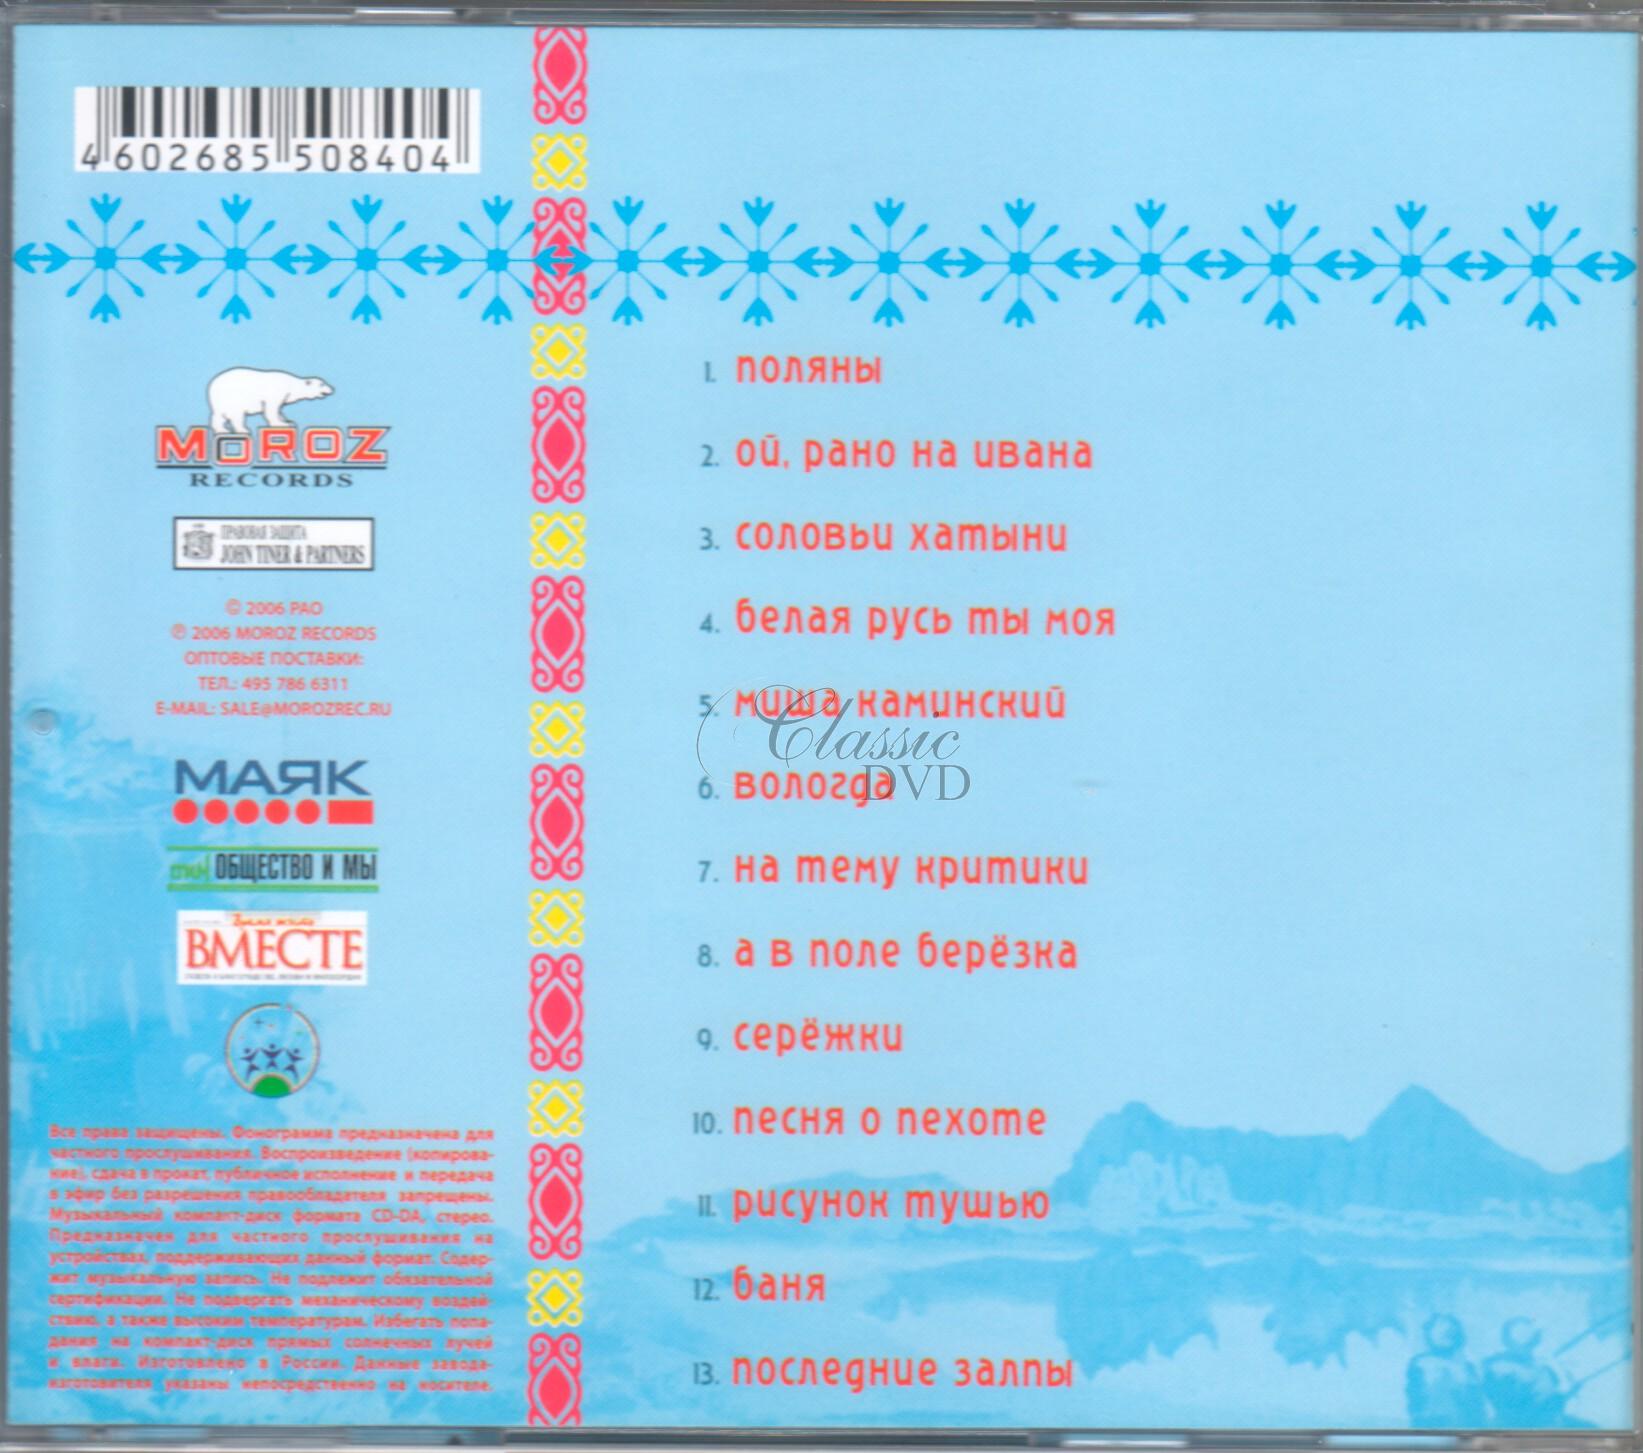 4 602685 508404
MOROZ
RECORDS
ПРАВОВАЯ ЗАЩИТА
JOHN TINER & PARTNERS
© 2006 РАО
℗ 2006 MOROZ RECORDS
ОПТОВЫЕ ПОСТАВКИ:
ТЕЛ.: 495 786 6311
E-MAIL: SALE@MOROZREC.RU
МАЯК
ОБЩЕСТВО И МЫ
ВМЕСТЕ
Все права защищены. Фонограмма предназначена для
частного прослушивания. Воспроизведение (копирова-
ние), сдача в прокат, публичное исполнение и передача
в эфир без разрешения правообладателя запрещены.
Музыкальный компакт-диск формата CD-DA, стерео.
Предназначен для частного прослушивания на
устройствах, поддерживающих данный формат. Содер-
жит музыкальную запись. Не подлежит обязательной
сертификации. Не подвергать механическому воздей-
ствию, а также высоким температурам. Избегать попа-
дания на компакт-диск прямых солнечных лучей
и влаги. Изготовлено в России. Данные завода-
изготовителя указаны непосредственно на носителе.
1. поляны
2. ой, рано на ивана
3. соловьи хатыни
4. белая русь ты моя
5. миша каминский
6. вологда
7. на тему критики
8. а в поле берёзка
9. серёжки
10. песня о пехоте
11. рисунок тушью
12. баня
13. последние залпы
Classic
DVD